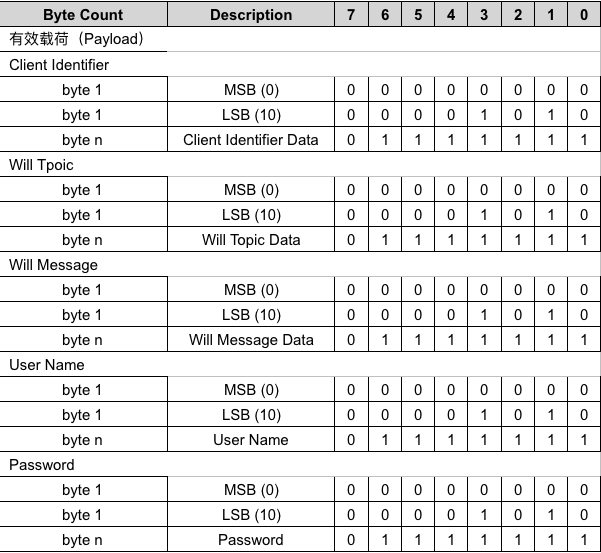 Byte Count Description 7 6 5 4 3 2 1 0
有效载荷（Payload）
Client Identifier
byte 1 MSB (0) 0 0 0 0 0 0 0 0
byte 1 LSB (10) 0 0 0 0 1 0 1 0
byte n Client Identifier Data 0 1 1 1 1 1 1 1
Will Tpoic
byte 1 MSB (0) 0 0 0 0 0 0 0 0
byte 1 LSB (10) 0 0 0 0 1 0 1 0
byte n Will Topic Data 0 1 1 1 1 1 1 1
Will Message
byte 1 MSB (0) 0 0 0 0 0 0 0 0
byte 1 LSB (10) 0 0 0 0 1 0 1 0
byte n Will Message Data 0 1 1 1 1 1 1 1
User Name
byte 1 MSB (0) 0 0 0 0 0 0 0 0
byte 1 LSB (10) 0 0 0 0 1 0 1 0
byte n User Name 0 1 1 1 1 1 1 1
Password
byte 1 MSB (0) 0 0 0 0 0 0 0 0
byte 1 LSB (10) 0 0 0 0 1 0 1 0
byte n Password 0 1 1 1 1 1 1 1